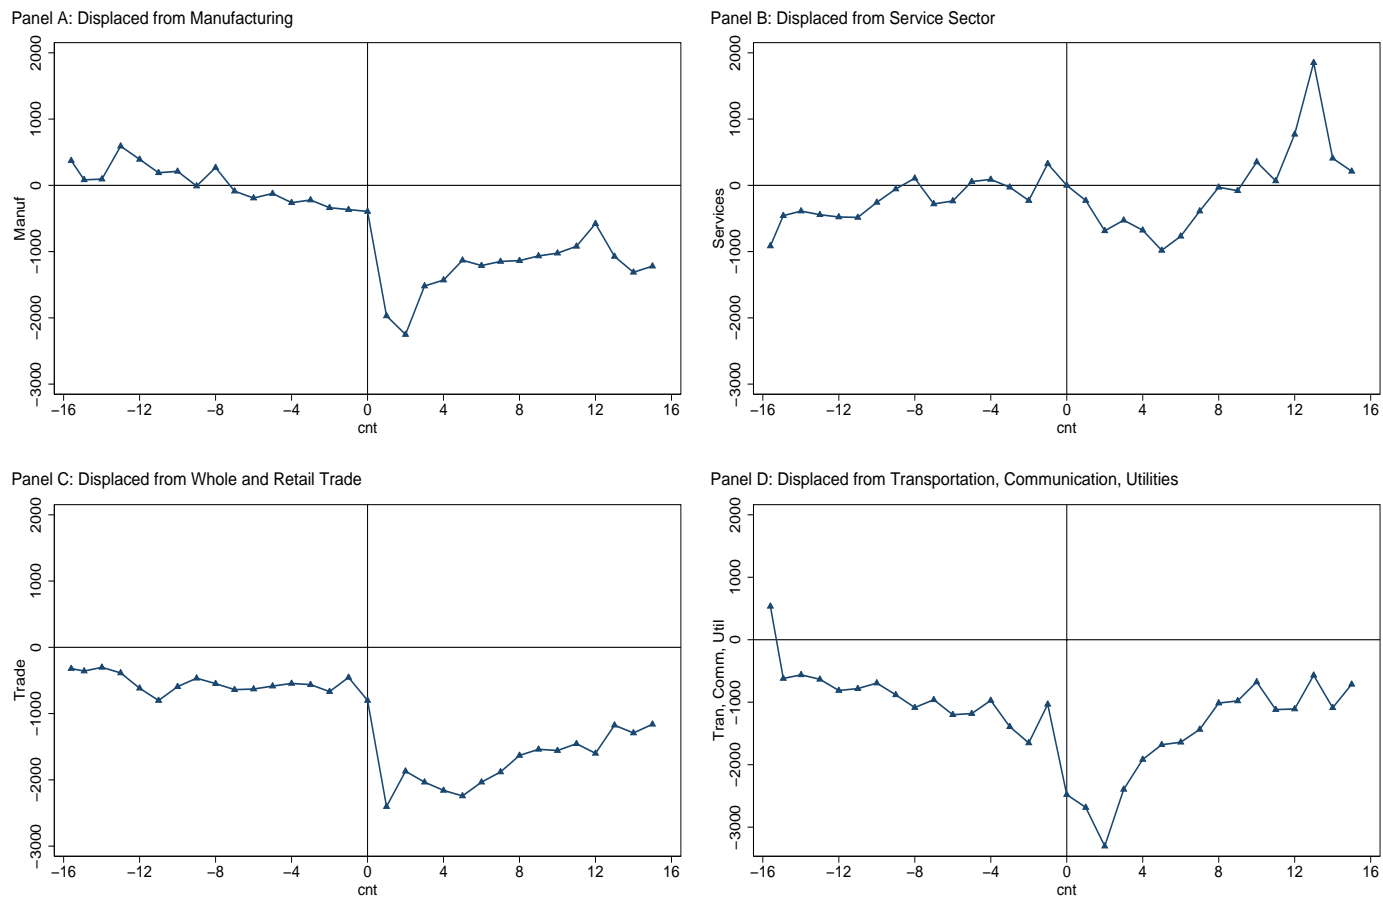 Panel A: Displaced from Manufacturing
Manuf
2000
1000
0
−1000
−2000
−3000
−16 −12 −8 −4 0 4 8 12 16
cnt
Panel B: Displaced from Service Sector
Services
2000
1000
0
−1000
−2000
−3000
−16 −12 −8 −4 0 4 8 12 16
cnt
Panel C: Displaced from Whole and Retail Trade
Trade
2000
1000
0
−1000
−2000
−3000
−16 −12 −8 −4 0 4 8 12 16
cnt
Panel D: Displaced from Transportation, Communication, Utilities
Tran, Comm, Util
2000
1000
0
−1000
−2000
−3000
−16 −12 −8 −4 0 4 8 12 16
cnt